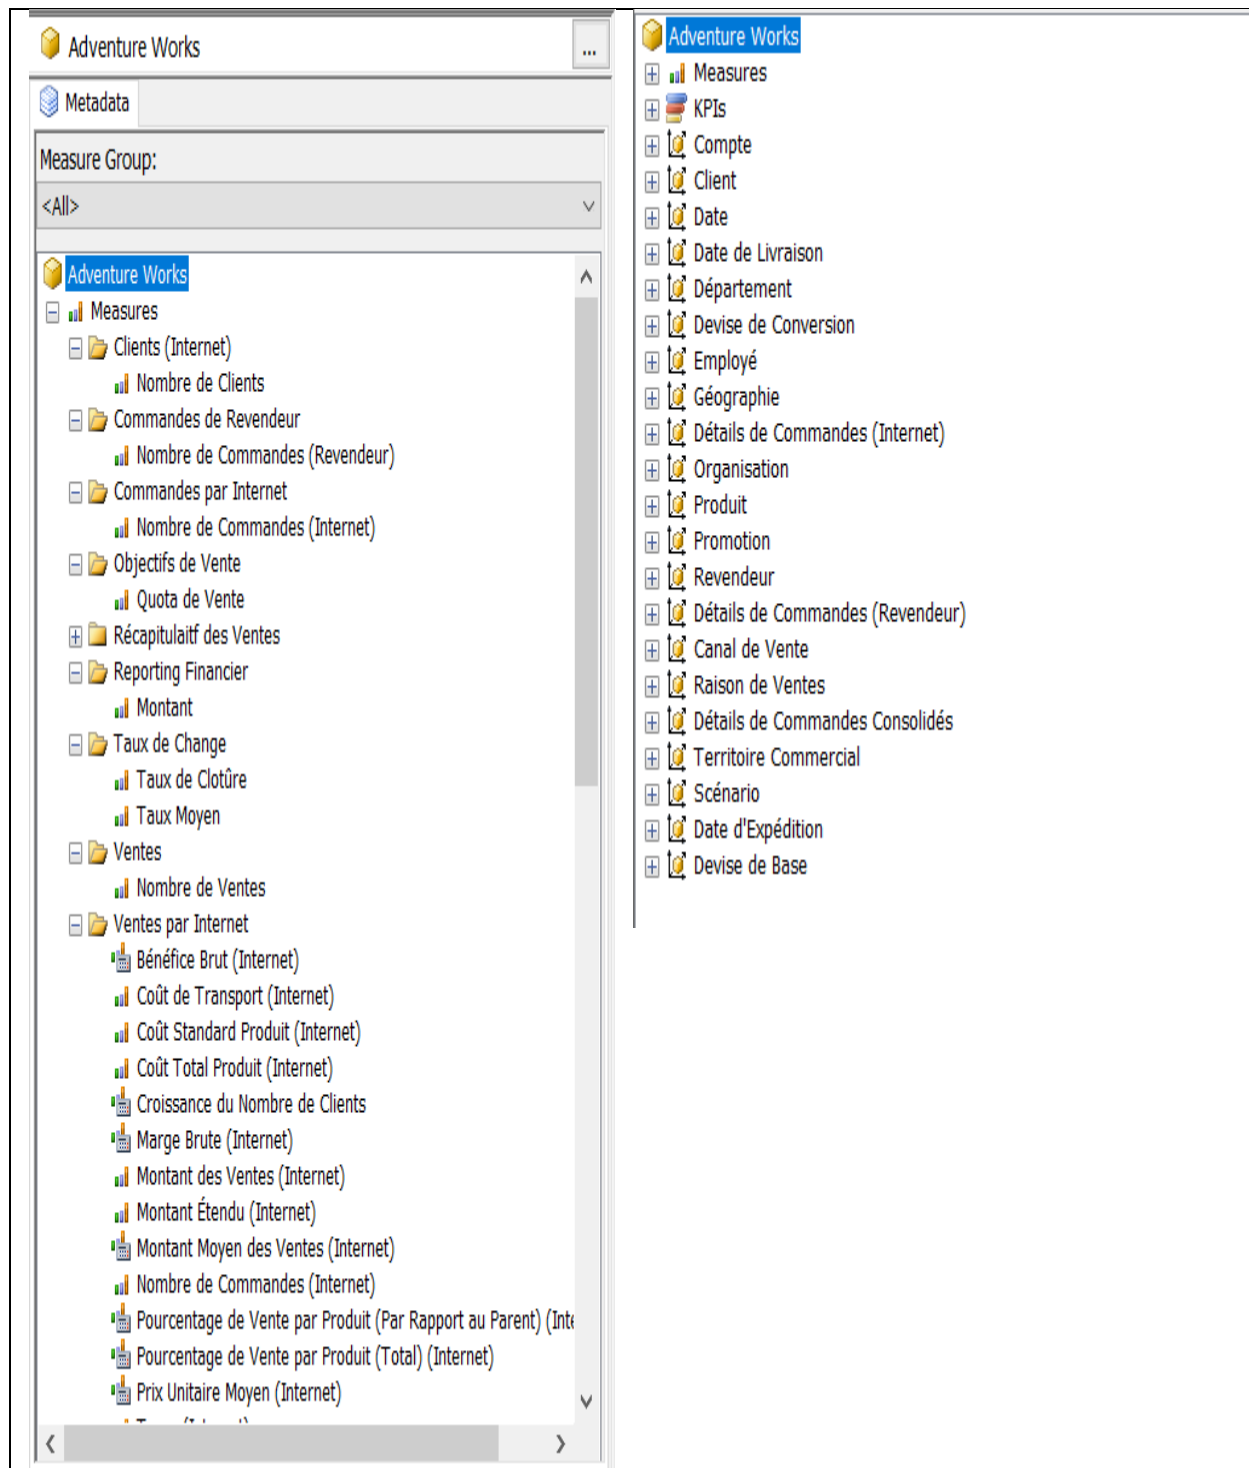 Adventure Works
...
Metadata
Measure Group:
<All>
Adventure Works
Measures
Clients (Internet)
Nombre de Clients
Commandes de Revendeur
Nombre de Commandes (Revendeur)
Commandes par Internet
Nombre de Commandes (Internet)
Objectifs de Vente
Quota de Vente
Récapitulaitf des Ventes
Reporting Financier
Montant
Taux de Change
Taux de Clotûre
Taux Moyen
Ventes
Nombre de Ventes
Ventes par Internet
Bénéfice Brut (Internet)
Coût de Transport (Internet)
Coût Standard Produit (Internet)
Coût Total Produit (Internet)
Croissance du Nombre de Clients
Marge Brute (Internet)
Montant des Ventes (Internet)
Montant Étendu (Internet)
Montant Moyen des Ventes (Internet)
Nombre de Commandes (Internet)
Pourcentage de Vente par Produit (Par Rapport au Parent) (Inte
Pourcentage de Vente par Produit (Total) (Internet)
Prix Unitaire Moyen (Internet)
Adventure Works
Measures
KPIs
Compte
Client
Date
Date de Livraison
Département
Devise de Conversion
Employé
Géographie
Détails de Commandes (Internet)
Organisation
Produit
Promotion
Revendeur
Détails de Commandes (Revendeur)
Canal de Vente
Raison de Ventes
Détails de Commandes Consolidés
Territoire Commercial
Scénario
Date d'Expédition
Devise de Base